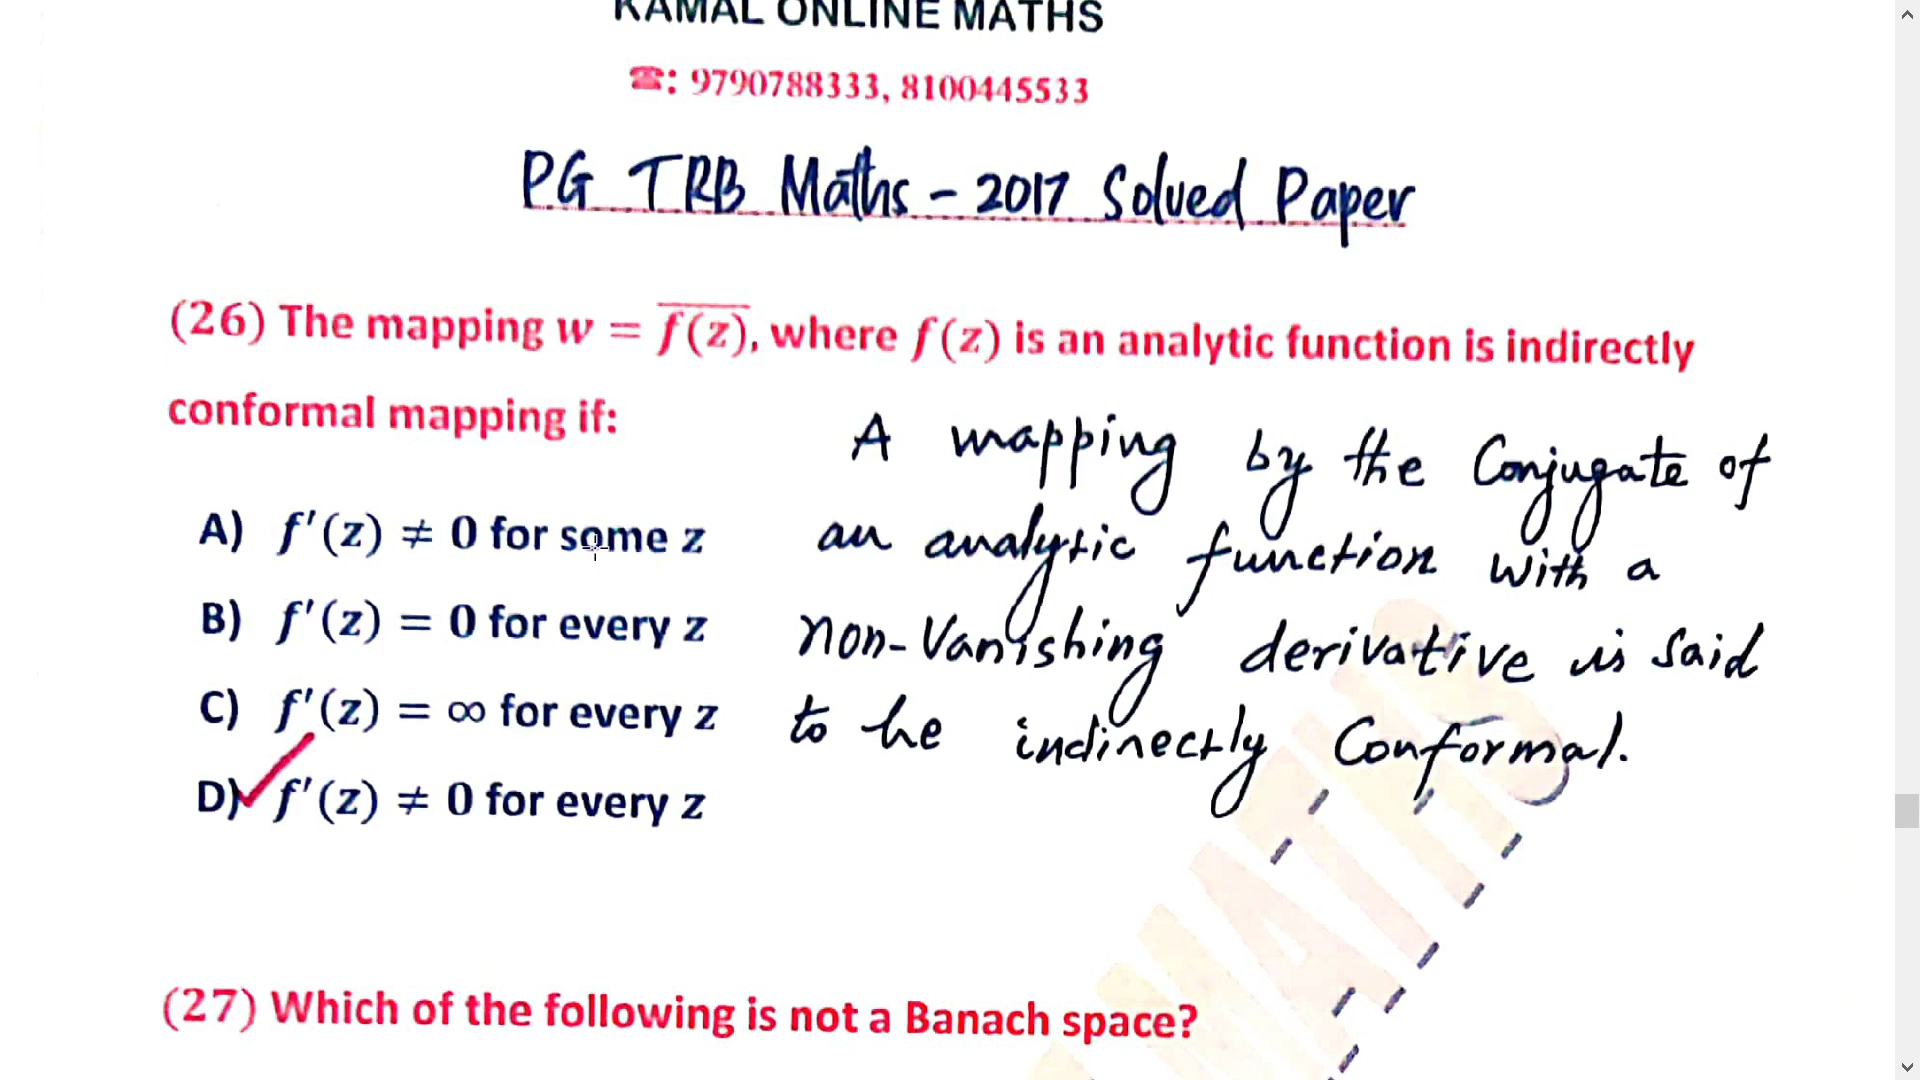 KAMAL ONLINE MATHS
☎: 9790788333, 8100445533
PG TRB Maths - 2017 Solved Paper
(26) The mapping w = \overline{f(z)}, where f(z) is an analytic function is indirectly
conformal mapping if:
A) f′(z) ≠ 0 for some z
B) f′(z) = 0 for every z
C) f′(z) = ∞ for every z
D) f′(z) ≠ 0 for every z
A mapping by the Conjugate of
an analytic function with a
non-Vanishing derivative is said
to be indirectly Conformal.
(27) Which of the following is not a Banach space?
MATHS